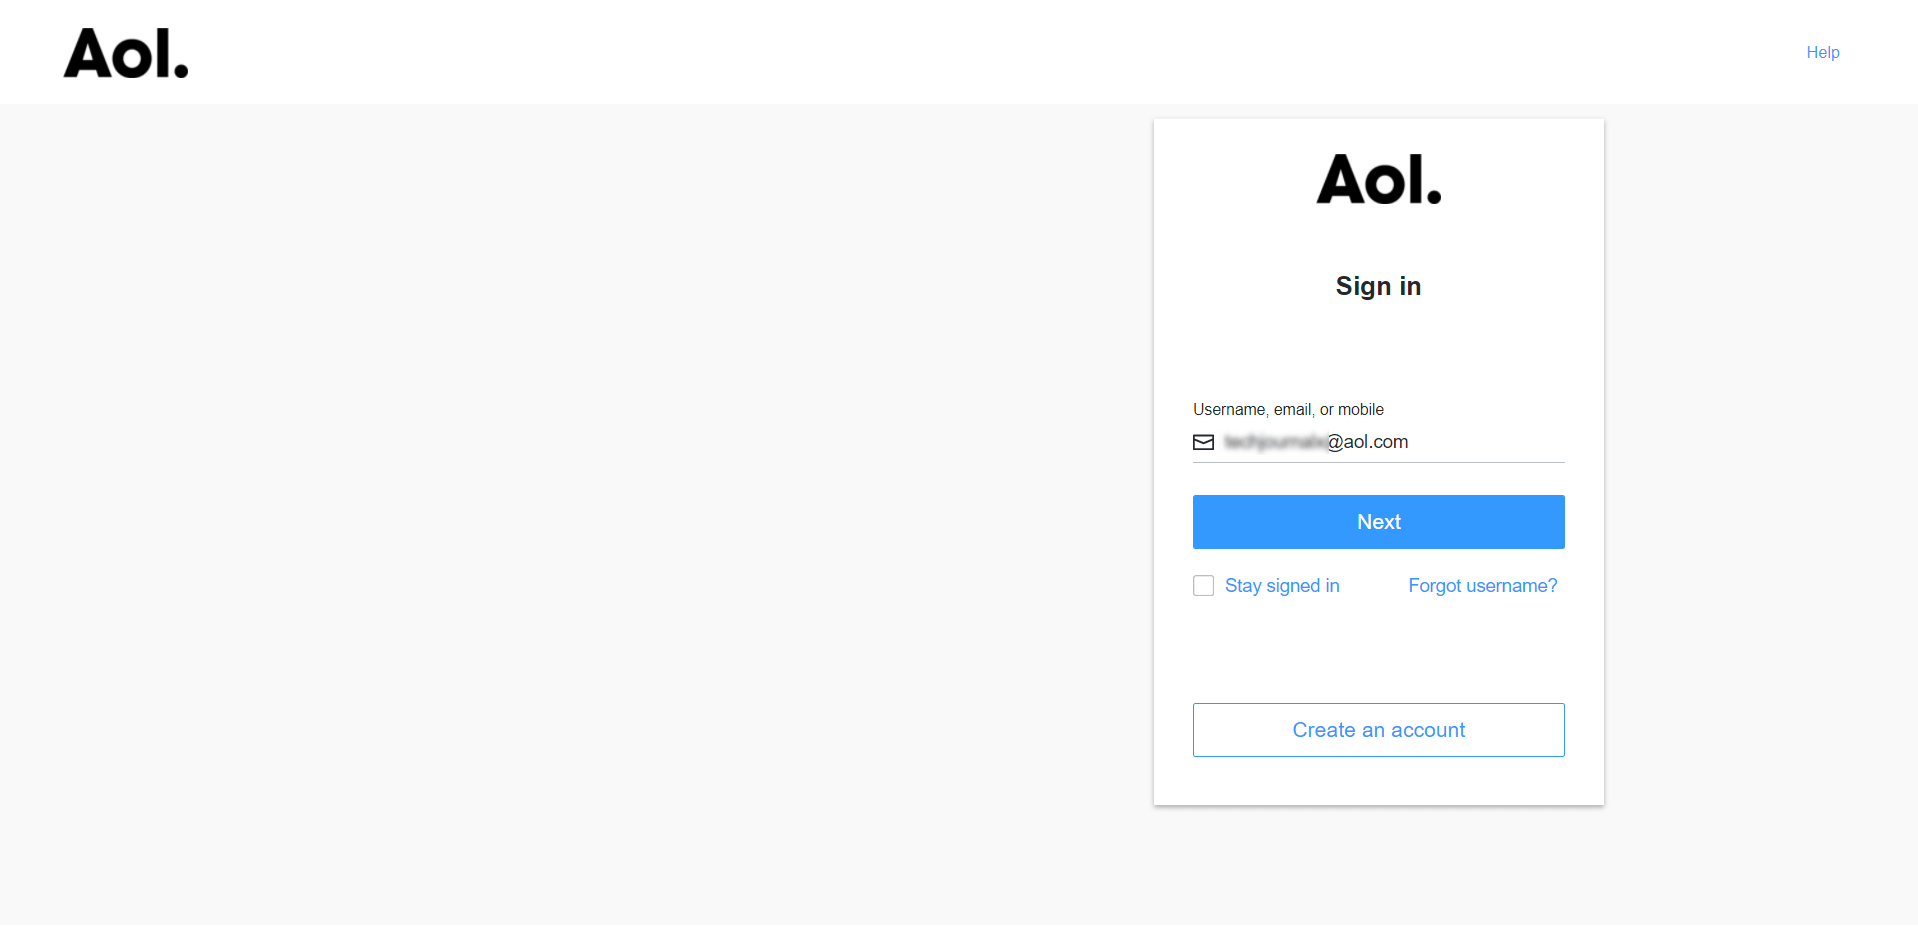 Aol.
Help
Aol.
Sign in
Username, email, or mobile
@aol.com
Next
Stay signed in
Forgot username?
Create an account